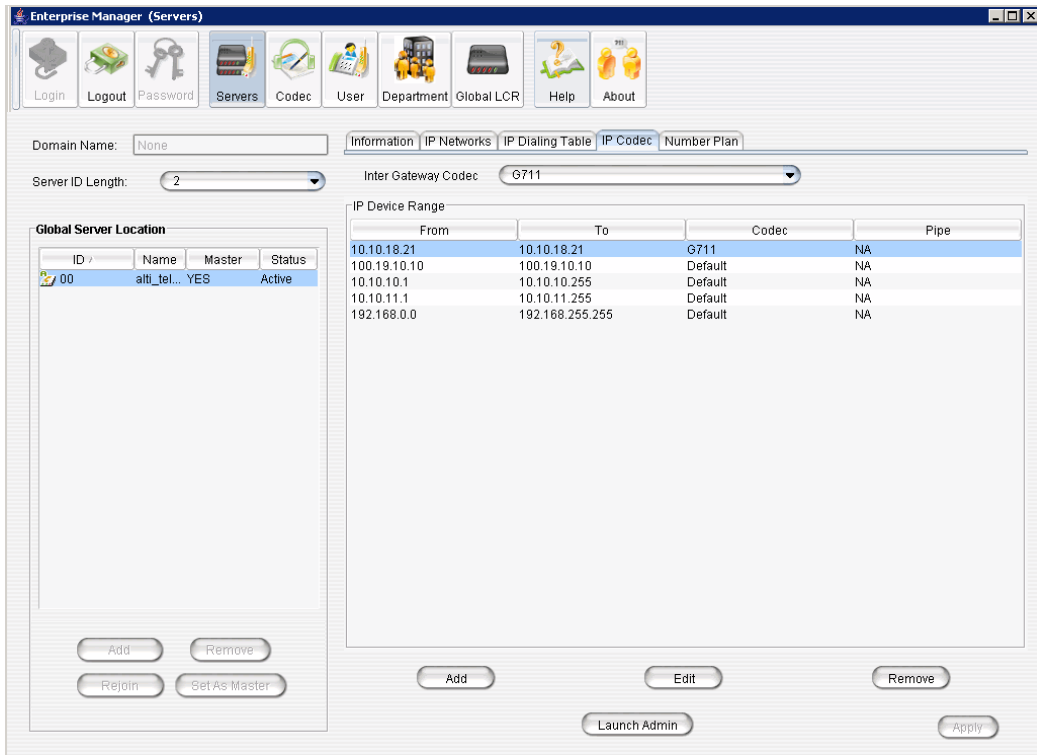 Enterprise Manager (Servers)
Login Logout Password Servers Codec User Department Global LCR Help About
Domain Name: None
Server ID Length: 2
Global Server Location
ID / Name Master Status
00 alti_tel... YES Active
Add Remove
Rejoin Set As Master
Information IP Networks IP Dialing Table IP Codec Number Plan
Inter Gateway Codec G711
IP Device Range
From To Codec Pipe
10.10.18.21 10.10.18.21 G711 NA
100.19.10.10 100.19.10.10 Default NA
10.10.10.1 10.10.10.255 Default NA
10.10.11.1 10.10.11.255 Default NA
192.168.0.0 192.168.255.255 Default NA
Add Edit Remove
Launch Admin Apply